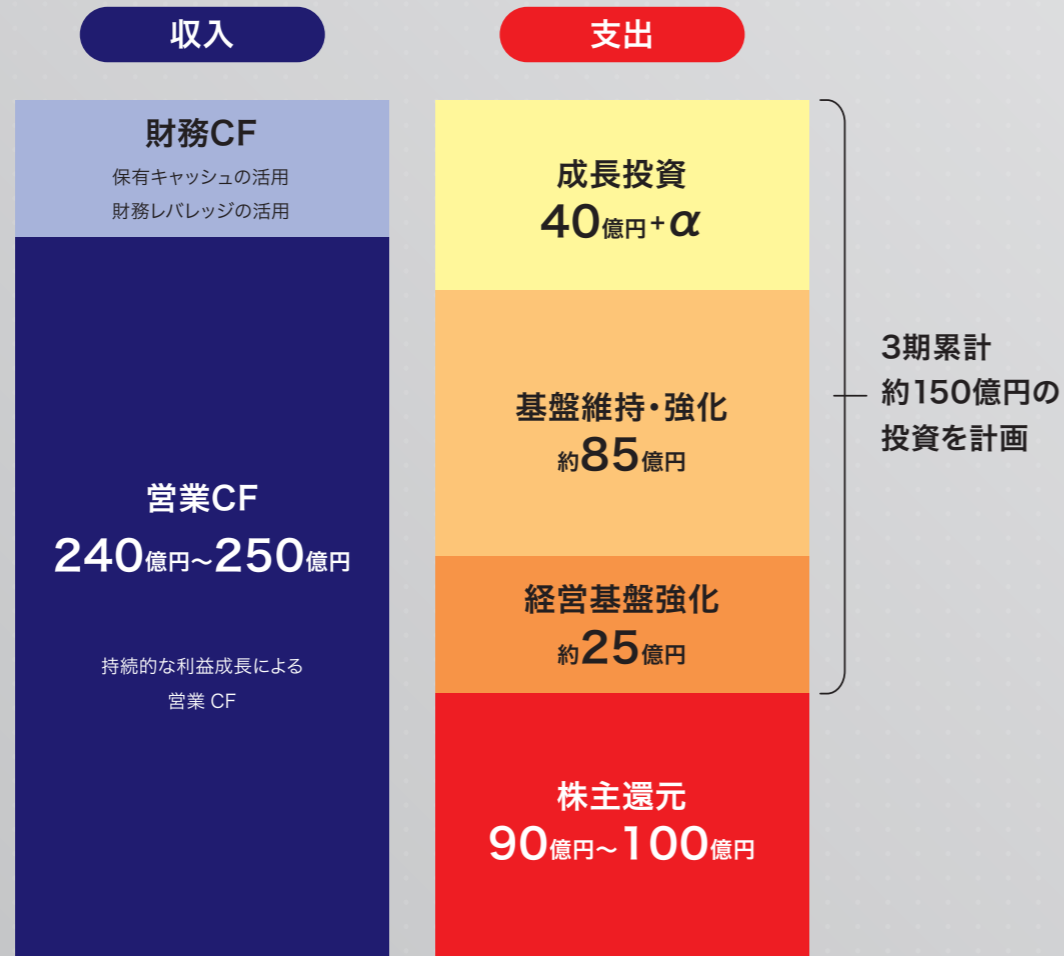 収入
財務CF
保有キャッシュの活用
財務レバレッジの活用
営業CF
240億円～250億円
持続的な利益成長による
営業 CF
支出
成長投資
40億円+α
基盤維持・強化
約85億円
経営基盤強化
約25億円
株主還元
90億円～100億円
3期累計
約150億円の
投資を計画